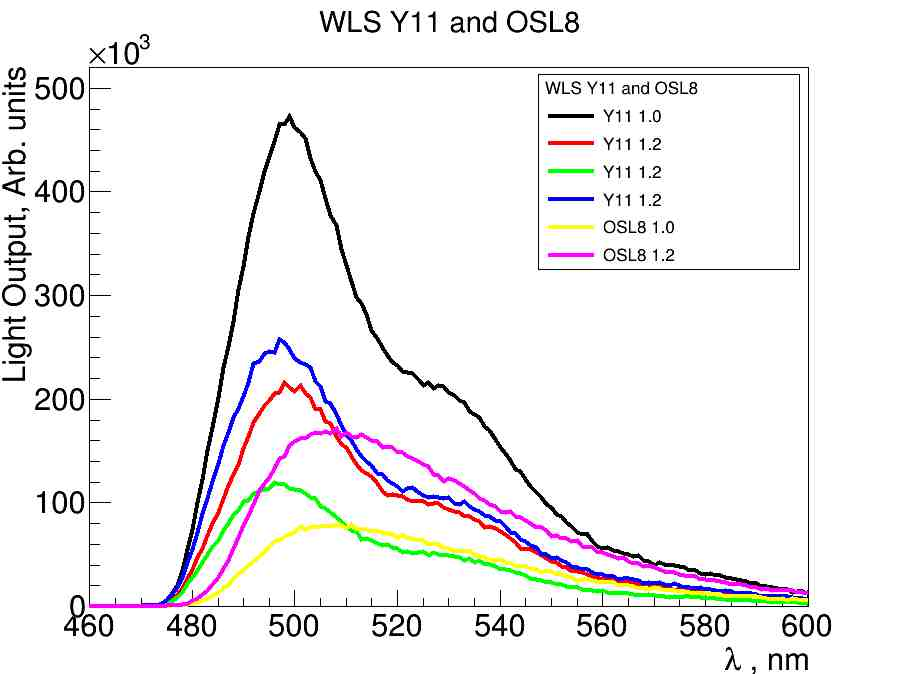 WLS Y11 and OSL8
×10³
Light Output, Arb. units
500
400
300
200
100
0
WLS Y11 and OSL8
Y11 1.0
Y11 1.2
Y11 1.2
Y11 1.2
OSL8 1.0
OSL8 1.2
460 480 500 520 540 560 580 600
λ , nm